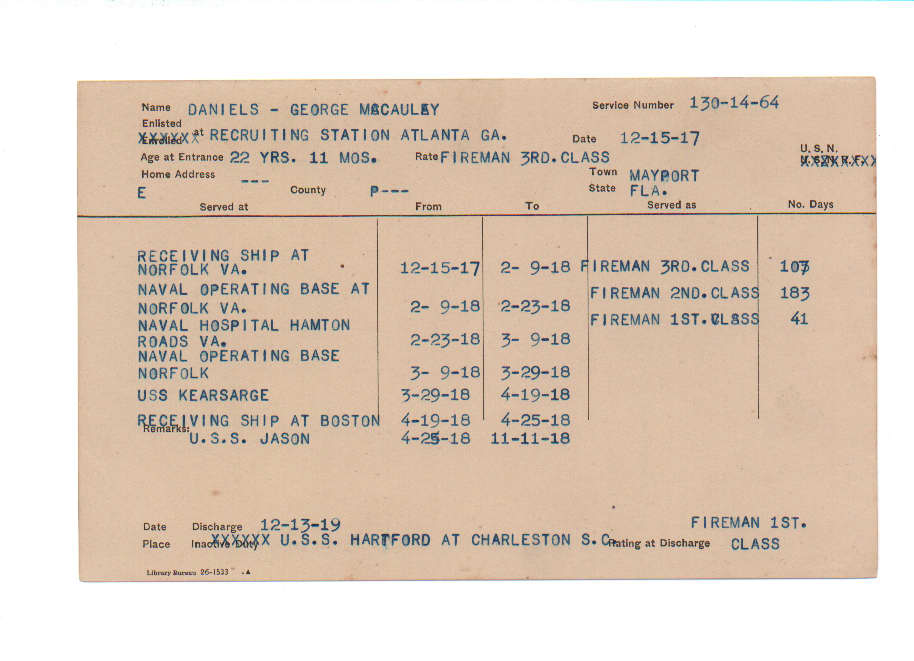 Name DANIELS - GEORGE MACAULEY Service Number 130-14-64
Enlisted
Enrolled at RECRUITING STATION ATLANTA GA. Date 12-15-17
Age at Entrance 22 YRS. 11 MOS. Rate FIREMAN 3RD.CLASS U.S.N.
U.S.N.R.F.
Home Address --- Town MAYPORT
E County P--- State FLA.
Served at From To Served as No. Days
RECEIVING SHIP AT
NORFOLK VA. 12-15-17 2- 9-18 FIREMAN 3RD.CLASS 107
NAVAL OPERATING BASE AT FIREMAN 2ND.CLASS 183
NORFOLK VA. 2- 9-18 2-23-18
NAVAL HOSPITAL HAMTON FIREMAN 1ST.CLASS 41
ROADS VA. 2-23-18 3- 9-18
NAVAL OPERATING BASE
NORFOLK 3- 9-18 3-29-18
USS KEARSARGE 3-29-18 4-19-18
RECEIVING SHIP AT BOSTON 4-19-18 4-25-18
Remarks: U.S.S. JASON 4-25-18 11-11-18
Date Discharge 12-13-19 FIREMAN 1ST.
Place Inactive Duty XXXXXX U.S.S. HARTFORD AT CHARLESTON S.C. Rating at Discharge CLASS
Library Bureau 26-1533